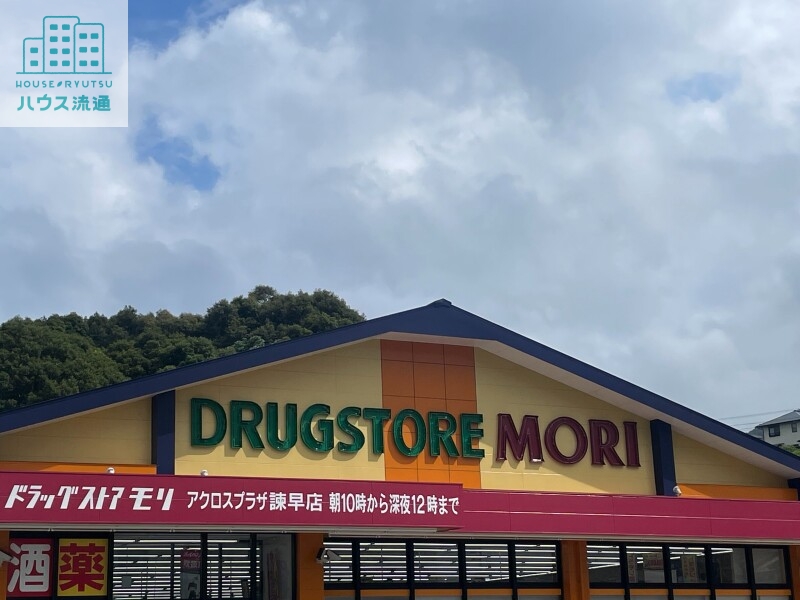 HOUSE RYUTSU
ハウス流通
DRUGSTORE MORI
ドラッグストア モリ アクロスプラザ諫早店 朝10時から深夜12時まで
酒 薬